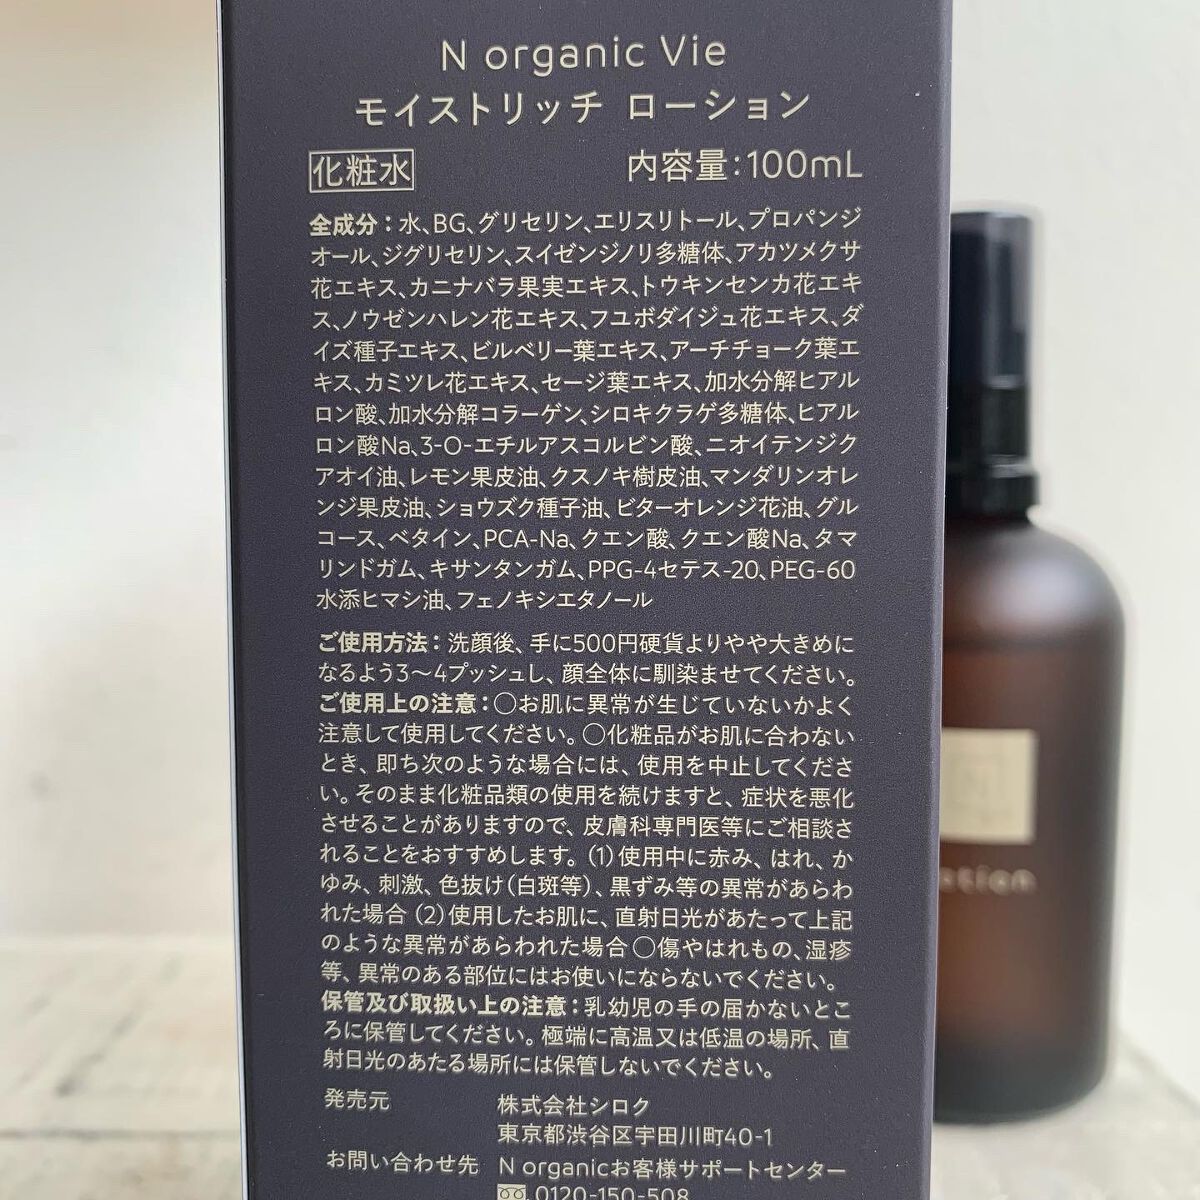 N organic Vie
モイストリッチ ローション
化粧水 内容量:100mL
全成分:水、BG、グリセリン、エリスリトール、プロパンジ
オール、ジグリセリン、スイゼンジノリ多糖体、アカツメクサ
花エキス、カニナバラ果実エキス、トウキンセンカ花エキ
ス、ノウゼンハレン花エキス、フユボダイジュ花エキス、ダ
イズ種子エキス、ビルベリー葉エキス、アーチチョーク葉エ
キス、カミツレ花エキス、セージ葉エキス、加水分解ヒアル
ロン酸、加水分解コラーゲン、シロキクラゲ多糖体、ヒアル
ロン酸Na、3-O-エチルアスコルビン酸、ニオイテンジク
アオイ油、レモン果皮油、クスノキ樹皮油、マンダリンオレ
ンジ果皮油、ショウズク種子油、ビターオレンジ花油、グル
コース、ベタイン、PCA-Na、クエン酸、クエン酸Na、タマ
リンドガム、キサンタンガム、PPG-4セテス-20、PEG-60
水添ヒマシ油、フェノキシエタノール
ご使用方法:洗顔後、手に500円硬貨よりやや大きめに
なるよう3〜4プッシュし、顔全体に馴染ませてください。
ご使用上の注意:○お肌に異常が生じていないかよく
注意して使用してください。○化粧品がお肌に合わない
とき、即ち次のような場合には、使用を中止してくださ
い。そのまま化粧品類の使用を続けますと、症状を悪化
させることがありますので、皮膚科専門医等にご相談さ
れることをおすすめします。(1)使用中に赤み、はれ、か
ゆみ、刺激、色抜け(白斑等)、黒ずみ等の異常があらわ
れた場合(2)使用したお肌に、直射日光があたって上記
のような異常があらわれた場合○傷やはれもの、湿疹
等、異常のある部位にはお使いにならないでください。
保管及び取扱い上の注意:乳幼児の手の届かないとこ
ろに保管してください。極端に高温又は低温の場所、直
射日光のあたる場所には保管しないでください。
発売元 株式会社シロク
東京都渋谷区宇田川町40-1
お問い合わせ先 N organicお客様サポートセンター
0120-150-508
N
otion